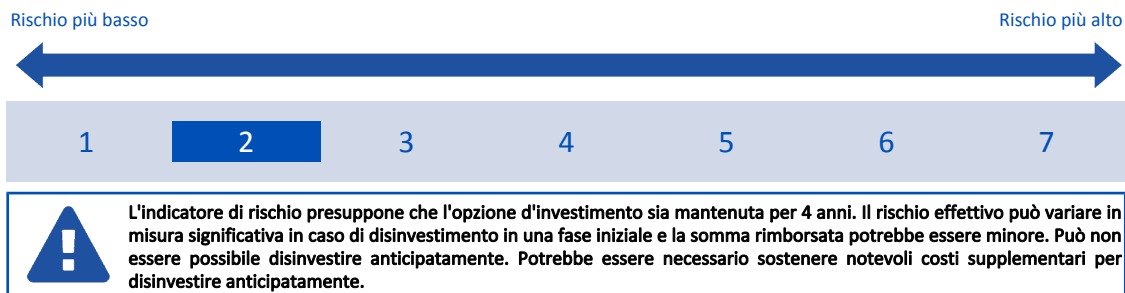 Rischio più basso Rischio più alto
1 2 3 4 5 6 7
L'indicatore di rischio presuppone che l'opzione d'investimento sia mantenuta per 4 anni. Il rischio effettivo può variare in
misura significativa in caso di disinvestimento in una fase iniziale e la somma rimborsata potrebbe essere minore. Può non
essere possibile disinvestire anticipatamente. Potrebbe essere necessario sostenere notevoli costi supplementari per
disinvestire anticipatamente.